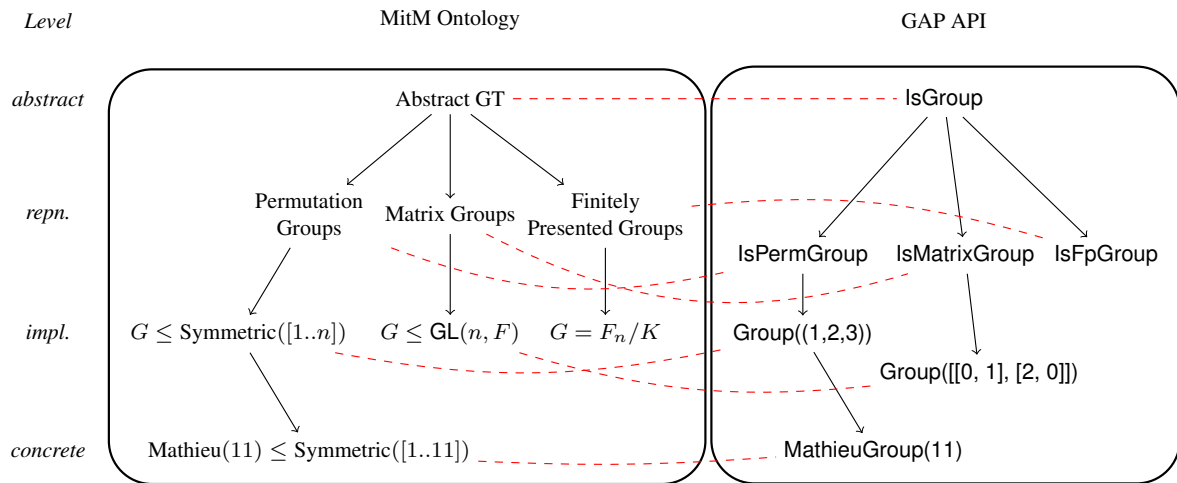 Level MitM Ontology GAP API
abstract Abstract GT IsGroup
repn. Permutation Groups Matrix Groups Finitely Presented Groups
IsPermGroup IsMatrixGroup IsFpGroup
impl. G ≤ Symmetric([1..n]) G ≤ GL(n, F) G = Fₙ/K Group((1,2,3))
Group([[0, 1], [2, 0]])
concrete Mathieu(11) ≤ Symmetric([1..11]) MathieuGroup(11)